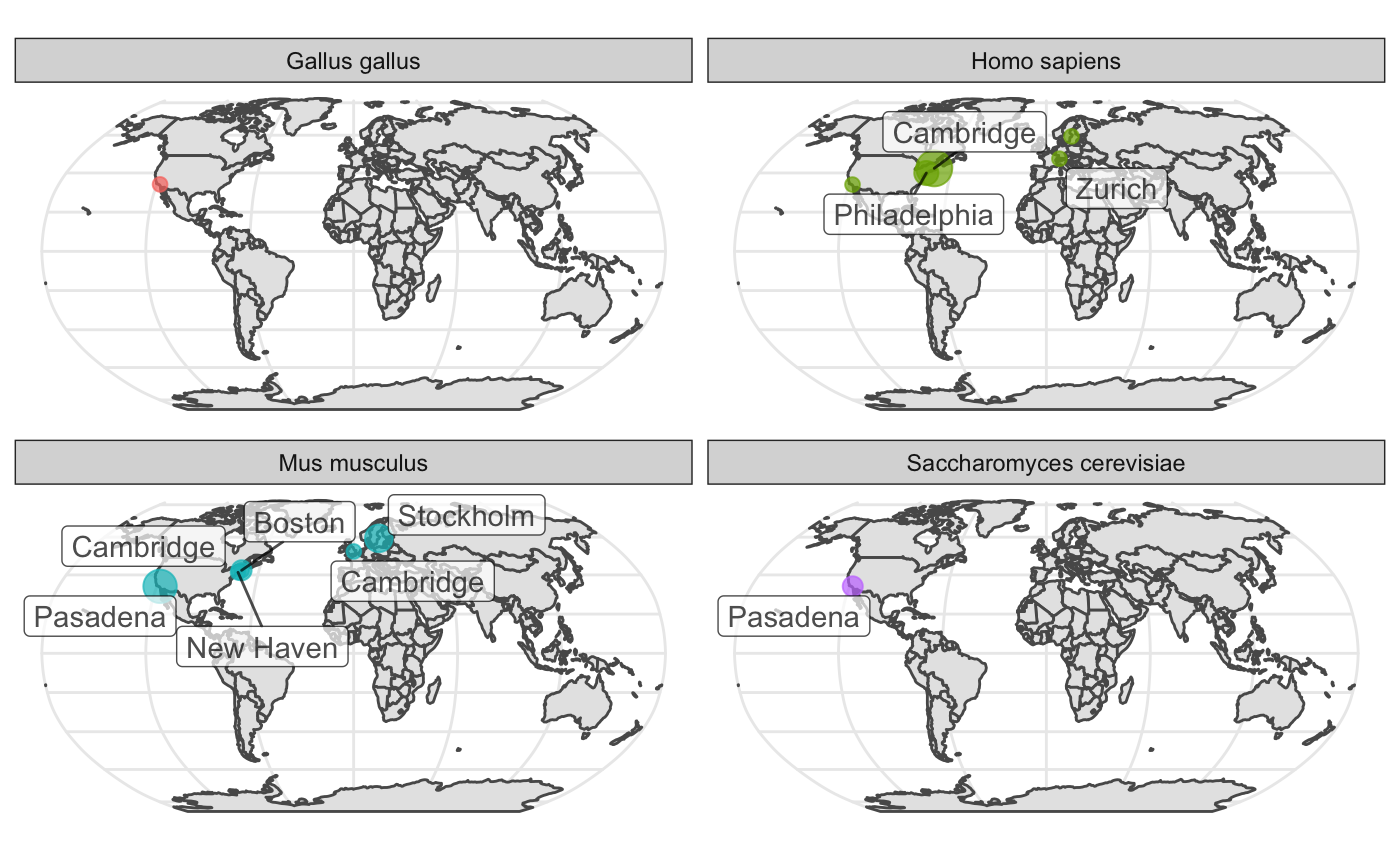 Gallus gallus
Homo sapiens
Cambridge
Zurich
Philadelphia
Mus musculus
Saccharomyces cerevisiae
Boston
Stockholm
Cambridge
Cambridge
Pasadena
New Haven
Pasadena